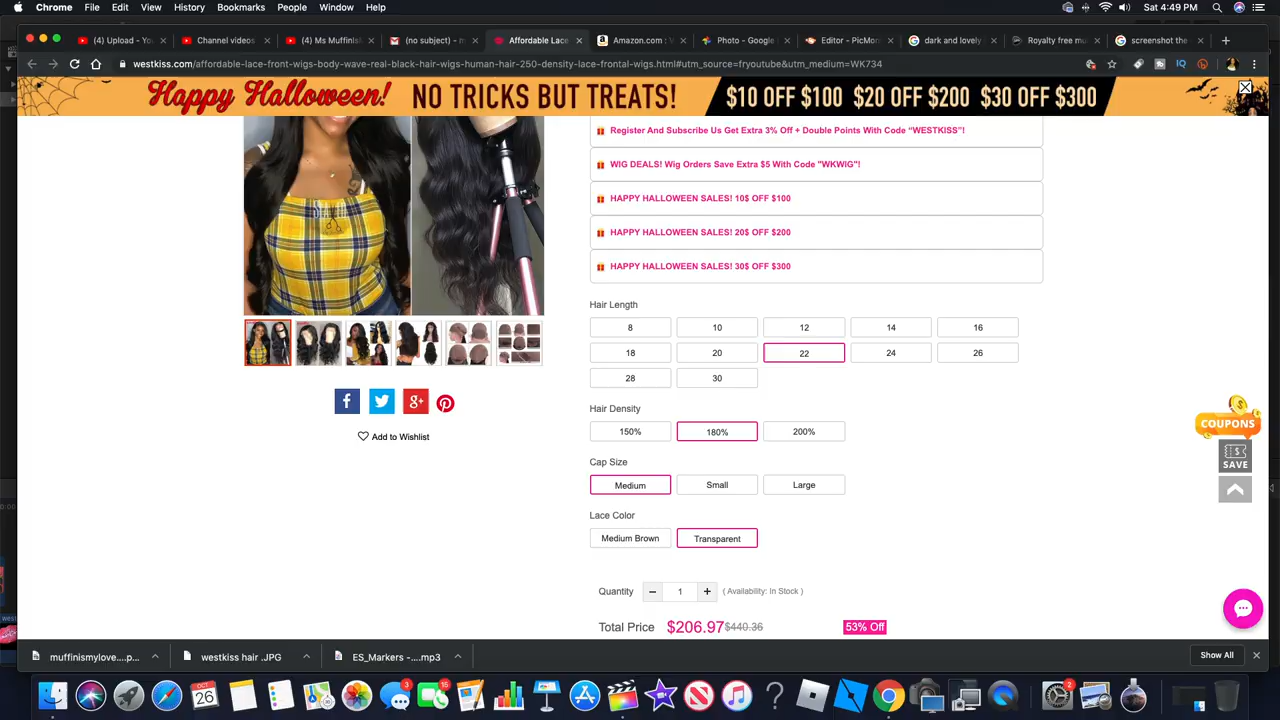 Chrome File Edit View History Bookmarks People Window Help Sat 4:49 PM
(4) Upload - Yo Channel videos (4) Ms Muffinis (no subject) - m Affordable Lace Amazon.com : W Photo - Google Editor - PicMor dark and lovely Royalty free mu screenshot the
westkiss.com/affordable-lace-front-wigs-body-wave-real-black-hair-wigs-human-hair-250-density-lace-frontal-wigs.html#utm_source=fryoutube&utm_medium=WK734
Happy Halloween! NO TRICKS BUT TREATS! $10 OFF $100 $20 OFF $200 $30 OFF $300
Register And Subscribe Us Get Extra 3% Off + Double Points With Code “WESTKISS”!
WIG DEALS! Wig Orders Save Extra $5 With Code "WKWIG"!
HAPPY HALLOWEEN SALES! 10$ OFF $100
HAPPY HALLOWEEN SALES! 20$ OFF $200
HAPPY HALLOWEEN SALES! 30$ OFF $300
Hair Length
8 10 12 14 16
18 20 22 24 26
28 30
Hair Density
150% 180% 200%
Cap Size
Medium Small Large
Lace Color
Medium Brown Transparent
Add to Wishlist
COUPONS
SAVE
Quantity − 1 + ( Availability: In Stock )
Total Price $206.97 $440.36 53% Off
muffinismylove....p... westkiss hair .JPG ES_Markers -....mp3 Show All
OCT
26
3
15
2